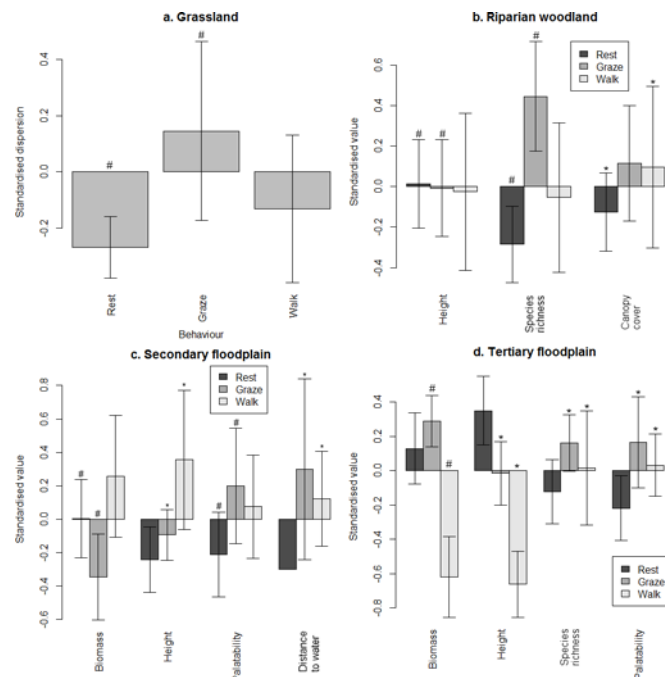 a. Grassland
Standardised dispersion
0.4
0.2
0.0
-0.2
#
#
Rest
Graze
Walk
Behaviour
b. Riparian woodland
Standardised value
0.6
0.4
0.2
0.0
-0.2
-0.4
Rest
Graze
Walk
# #
#
#
*
*
Height
Species
richness
Canopy
cover
c. Secondary floodplain
Standardised value
0.8
0.6
0.4
0.2
0.0
-0.2
-0.4
-0.6
Rest
Graze
Walk
#
#
*
*
#
#
*
*
Biomass
Height
Palatability
Distance
to water
d. Tertiary floodplain
Standardised value
0.4
0.2
0.0
-0.2
-0.4
-0.6
-0.8
#
#
*
*
*
*
*
*
Rest
Graze
Walk
Biomass
Height
Species
richness
Palatability